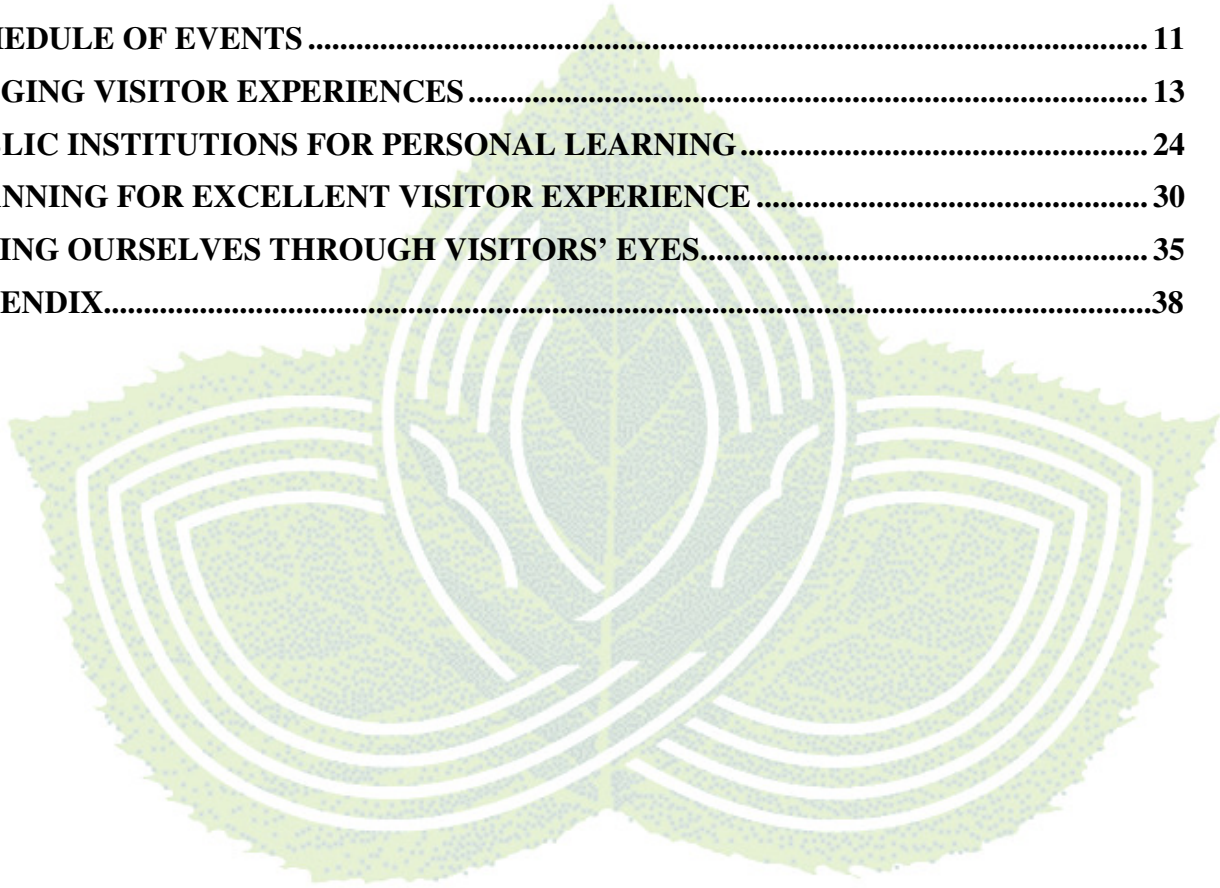 HEDULE OF EVENTS ........................................................................................................... 11
GING VISITOR EXPERIENCES ....................................................................................... 13
LIC INSTITUTIONS FOR PERSONAL LEARNING .................................................... 24
NNING FOR EXCELLENT VISITOR EXPERIENCE .................................................. 30
ING OURSELVES THROUGH VISITORS’ EYES......................................................... 35
ENDIX.....................................................................................................................................38